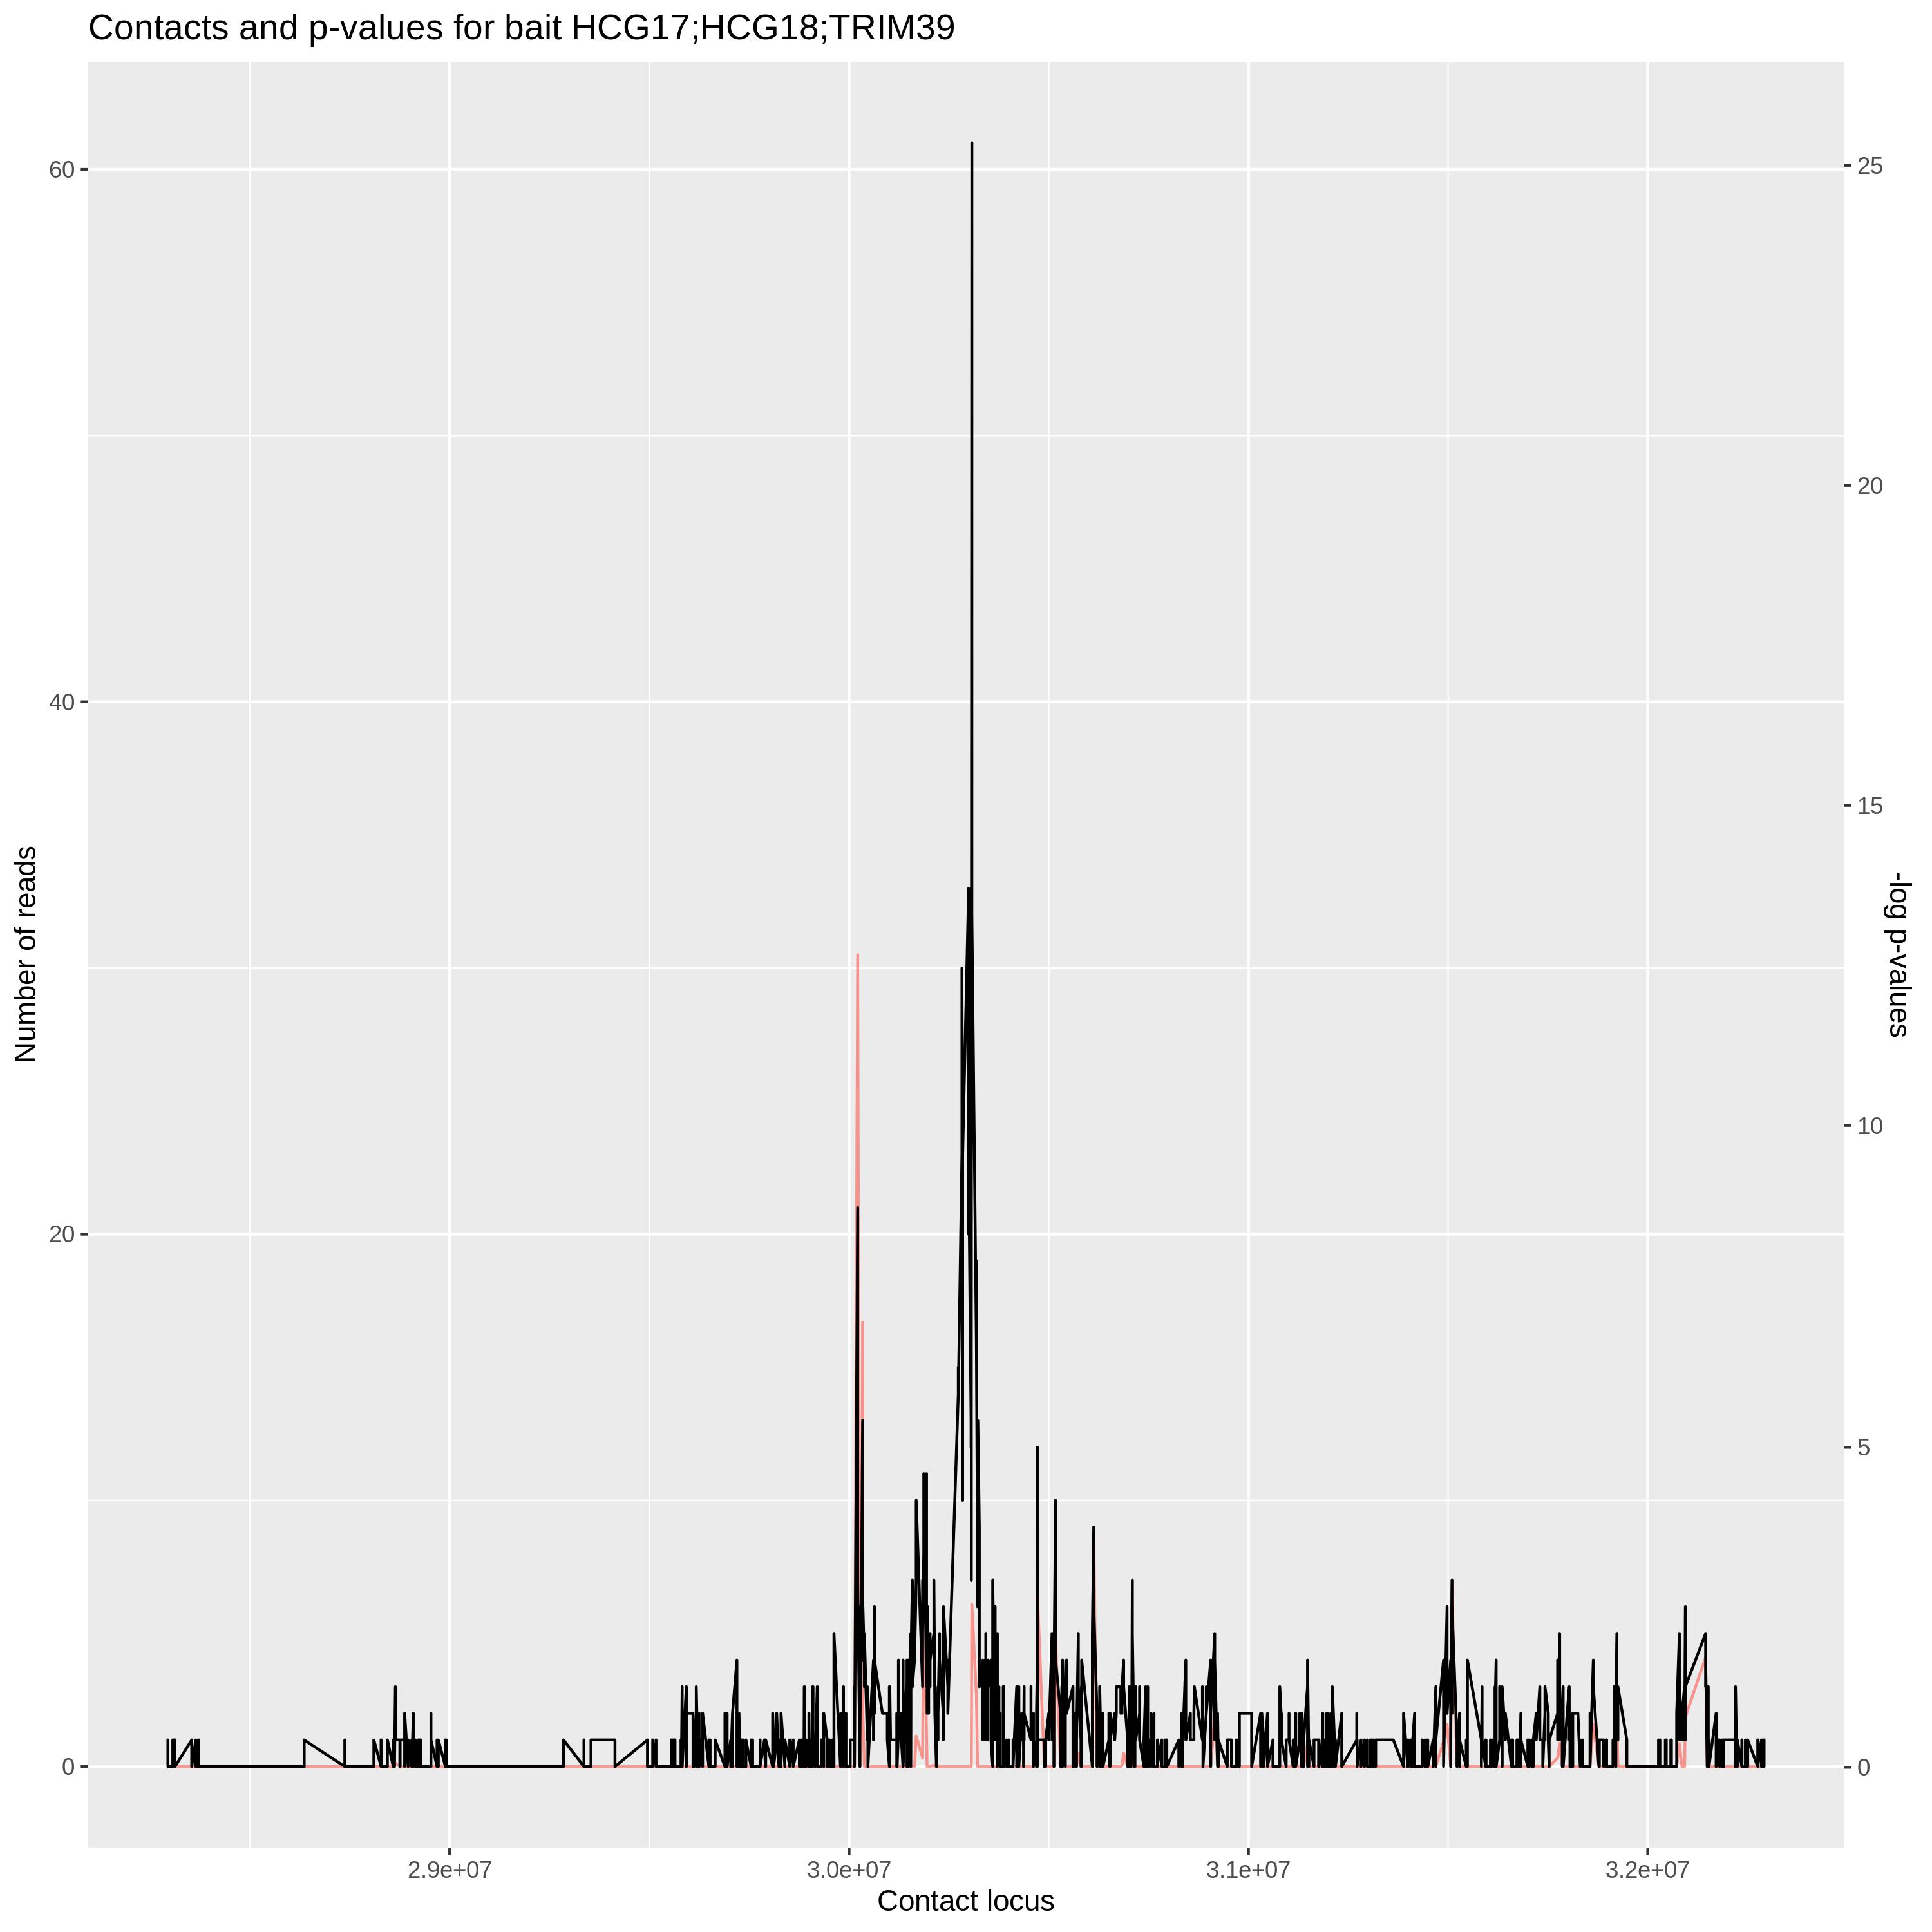 Contacts and p-values for bait HCG17;HCG18;TRIM39
60
40
20
0
Number of reads
25
20
15
10
5
0
-log p-values
2.9e+07
3.0e+07
3.1e+07
3.2e+07
Contact locus